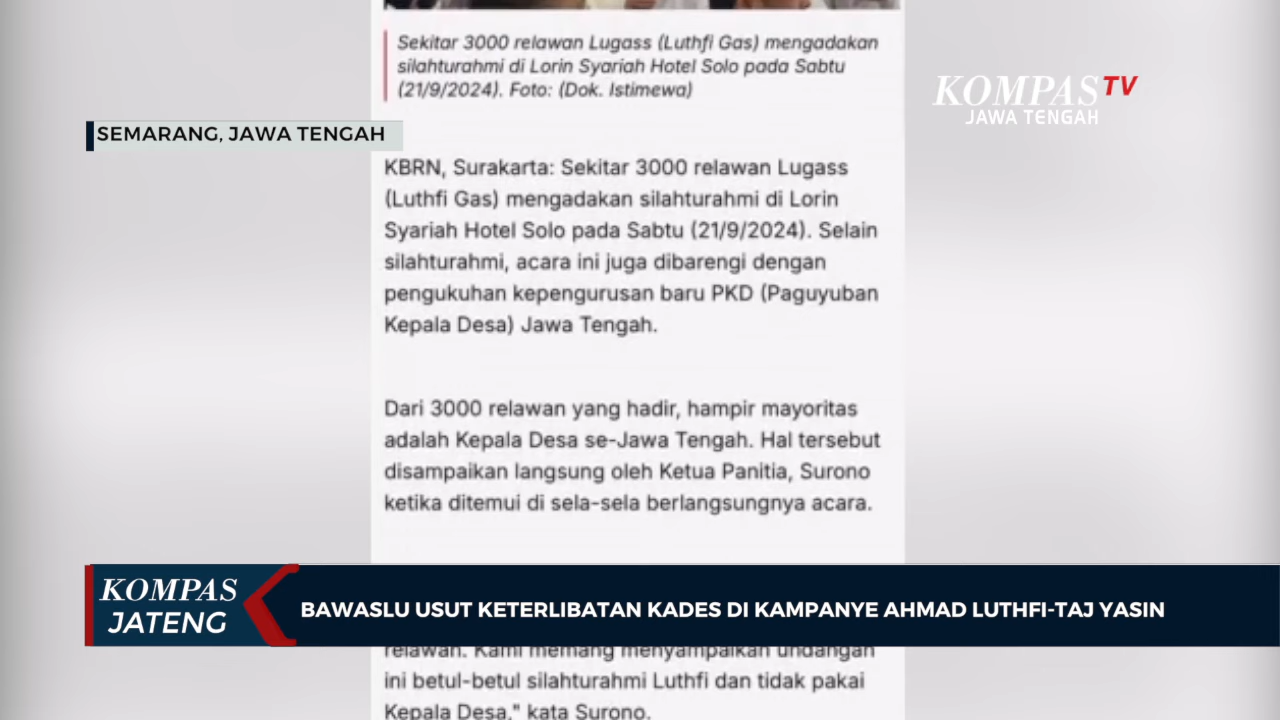 Sekitar 3000 relawan Lugass (Luthfi Gas) mengadakan
silahturahmi di Lorin Syariah Hotel Solo pada Sabtu
(21/9/2024). Foto: (Dok. Istimewa)
KOMPAS TV
JAWA TENGAH
SEMARANG, JAWA TENGAH
KBRN, Surakarta: Sekitar 3000 relawan Lugass
(Luthfi Gas) mengadakan silahturahmi di Lorin
Syariah Hotel Solo pada Sabtu (21/9/2024). Selain
silahturahmi, acara ini juga dibarengi dengan
pengukuhan kepengurusan baru PKD (Paguyuban
Kepala Desa) Jawa Tengah.
Dari 3000 relawan yang hadir, hampir mayoritas
adalah Kepala Desa se-Jawa Tengah. Hal tersebut
disampaikan langsung oleh Ketua Panitia, Surono
ketika ditemui di sela-sela berlangsungnya acara.
KOMPAS
JATENG
BAWASLU USUT KETERLIBATAN KADES DI KAMPANYE AHMAD LUTHFI-TAJ YASIN
relawan. Kami memang menyampaikan undangan
ini betul-betul silahturahmi Luthfi dan tidak pakai
Kepala Desa," kata Surono.